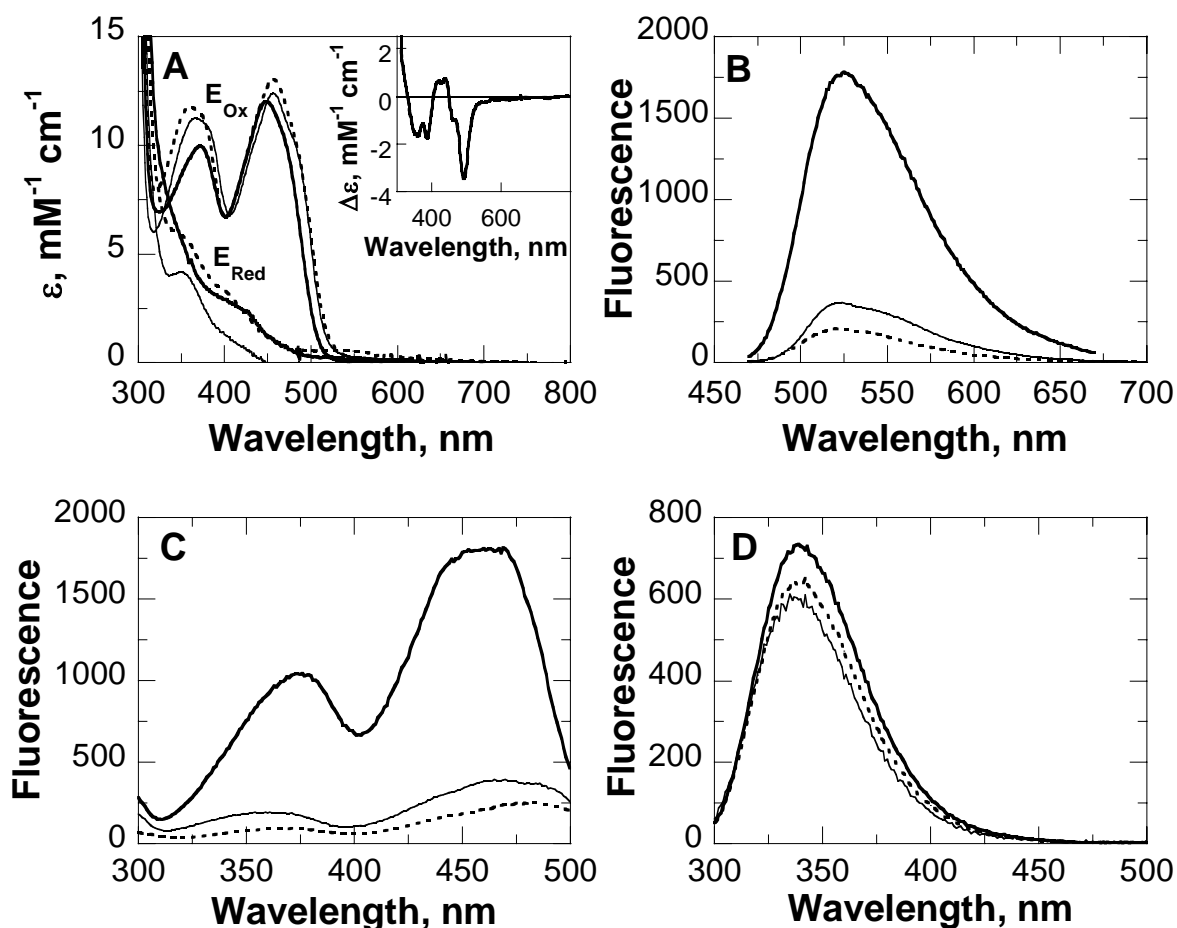 A
E Ox
E Red
ε, mM-1 cm-1
15
10
5
0
300 400 500 600 700 800
Wavelength, nm
Δε, mM-1 cm-1
2
0
-2
-4
400 600
Wavelength, nm
B
Fluorescence
2000
1500
1000
500
0
450 500 550 600 650 700
Wavelength, nm
C
Fluorescence
2000
1500
1000
500
0
300 350 400 450 500
Wavelength, nm
D
Fluorescence
800
600
400
200
0
300 350 400 450 500
Wavelength, nm